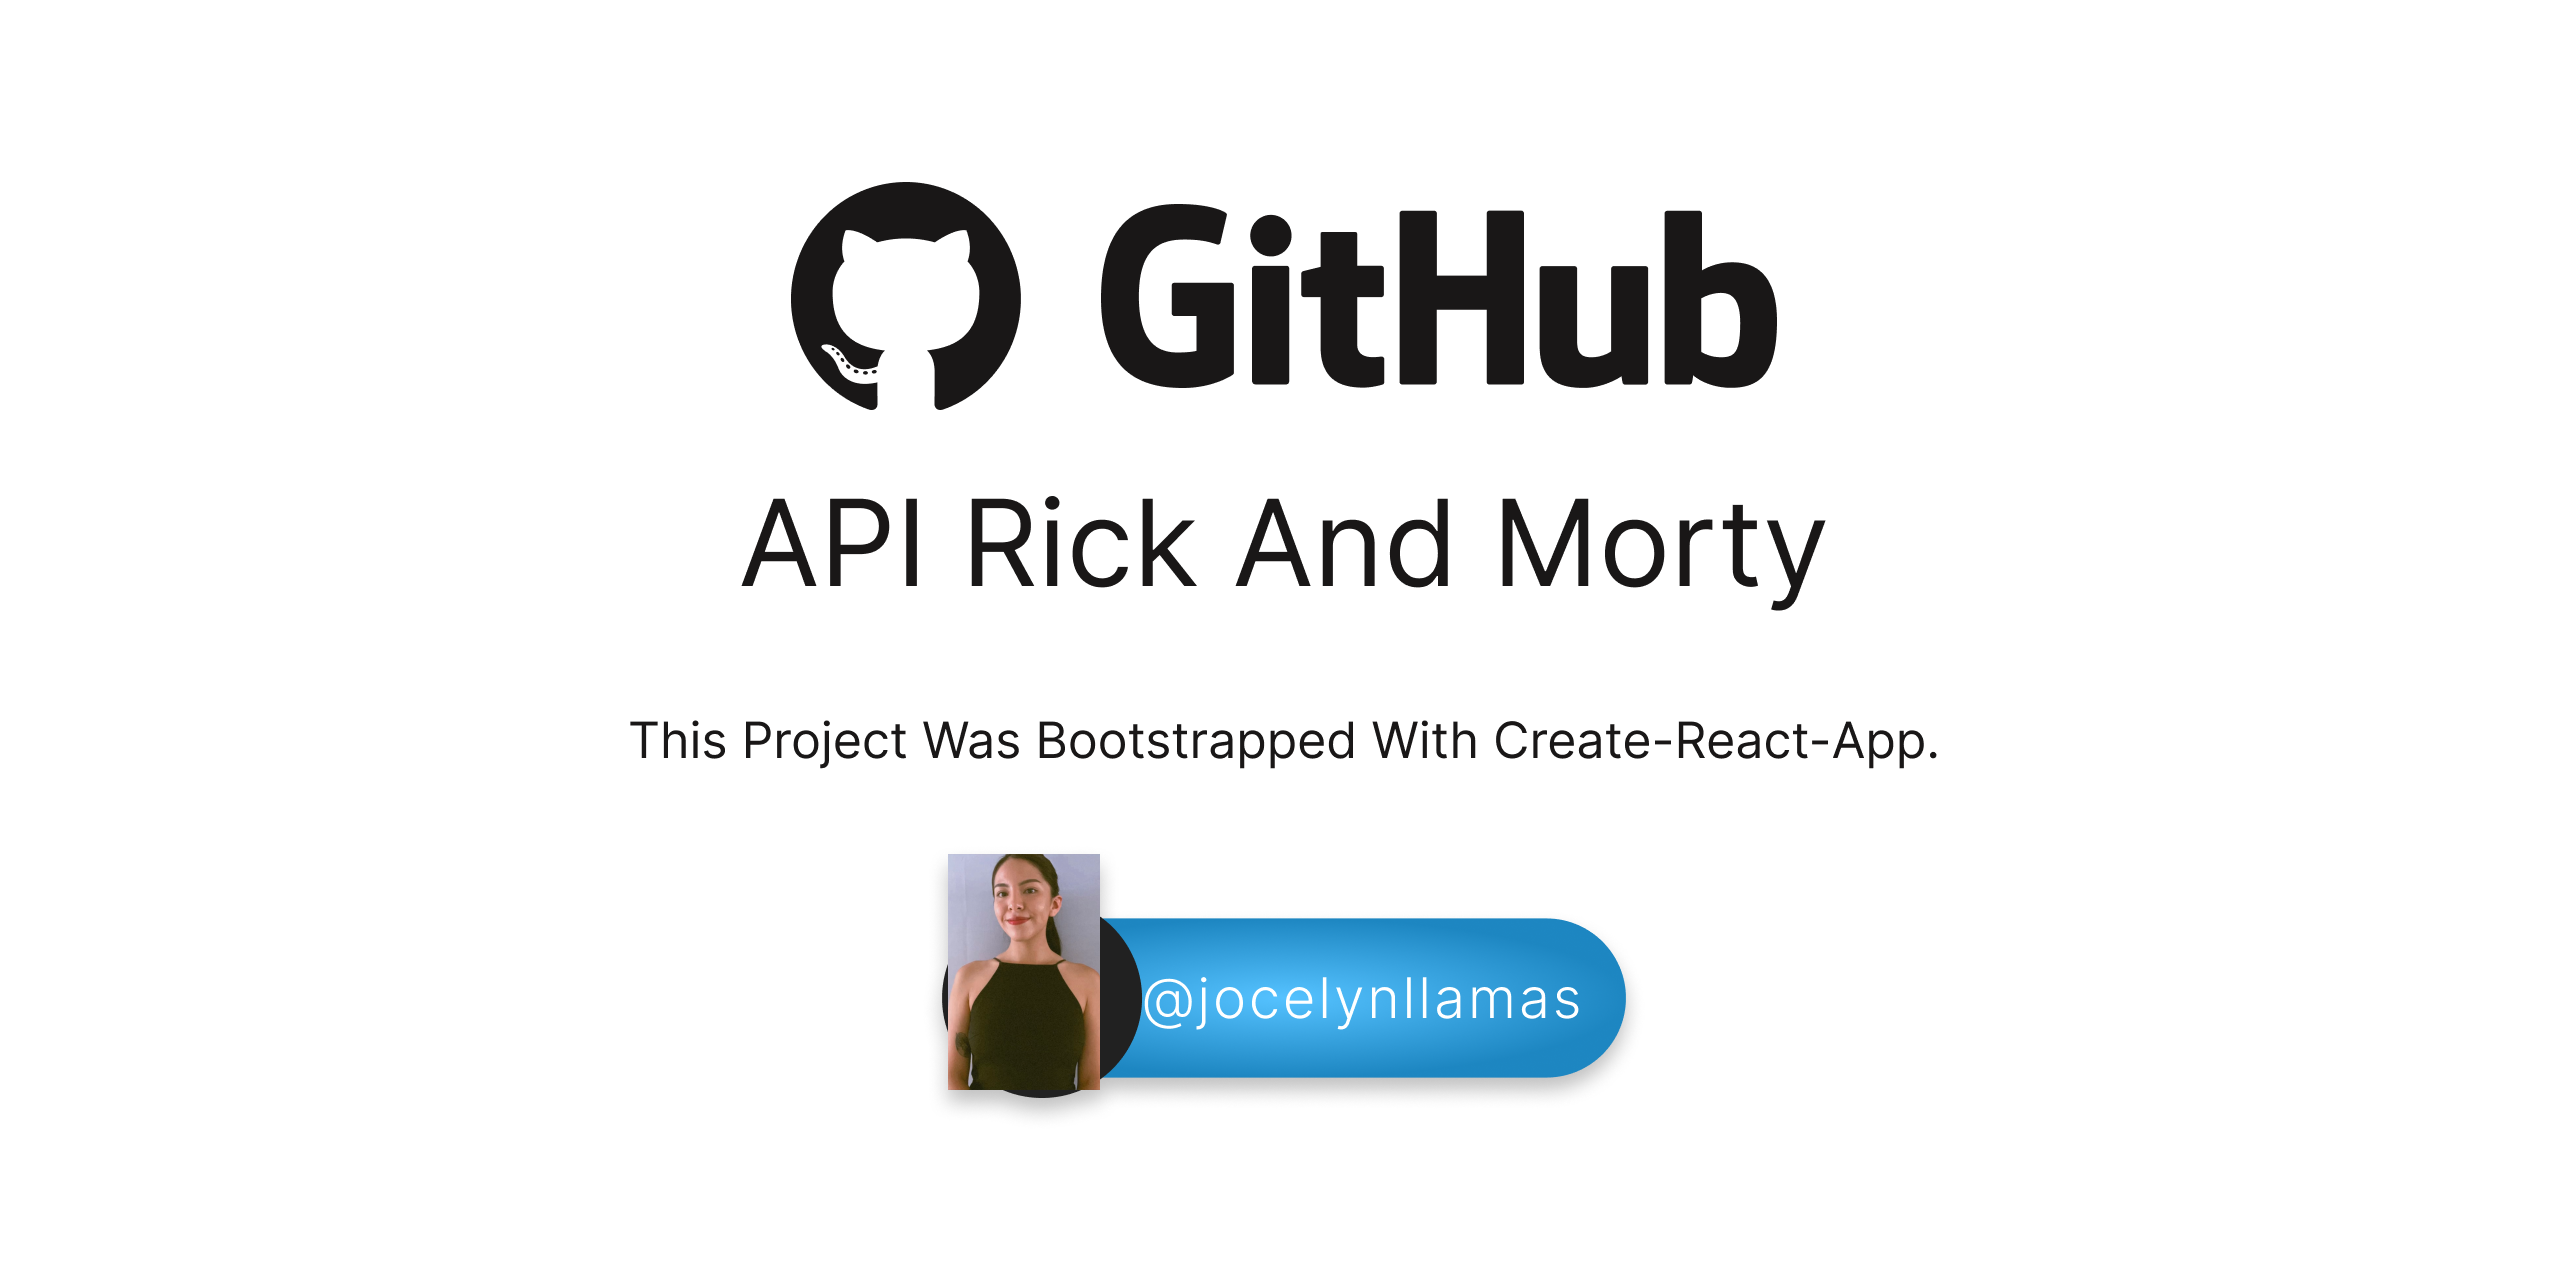 GitHub
API Rick And Morty
This Project Was Bootstrapped With Create-React-App.
@jocelynllamas